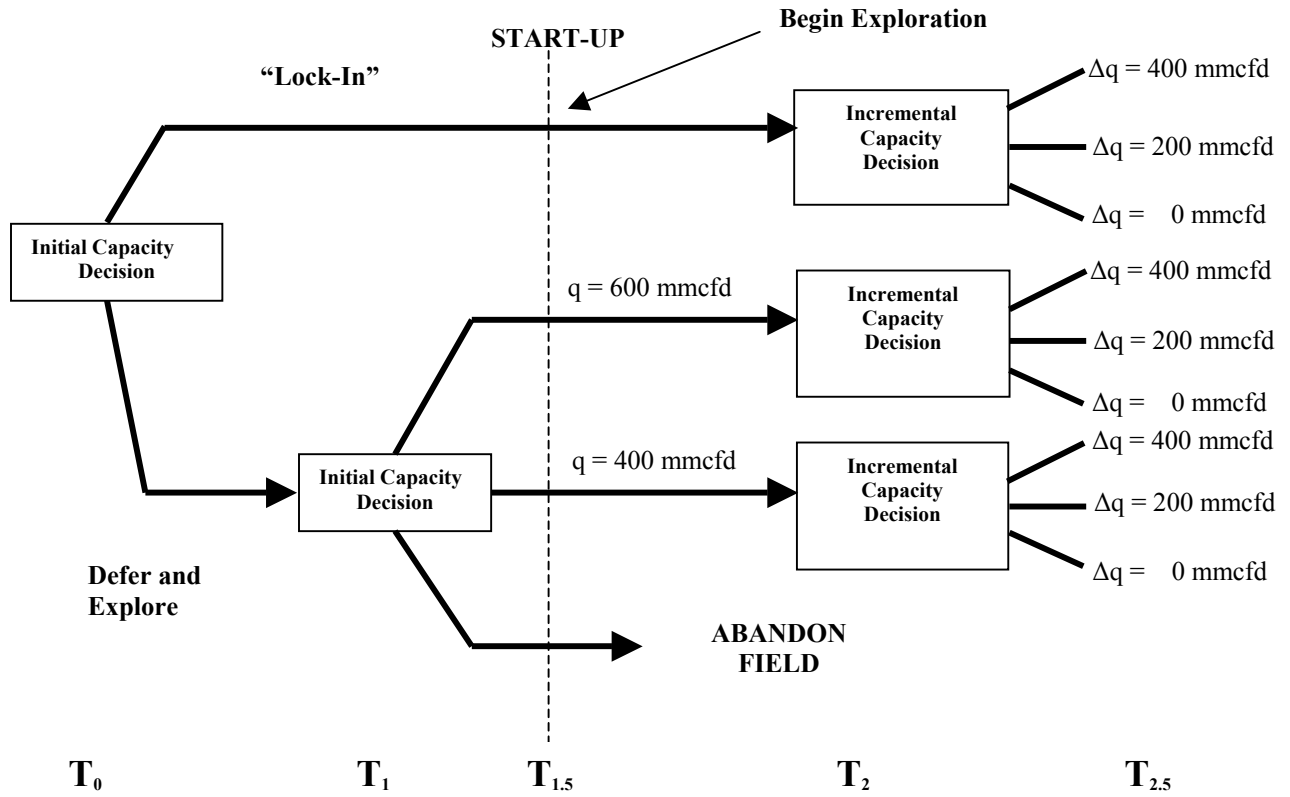 Begin Exploration
START-UP
“Lock-In”
Δq = 400 mmcfd
Incremental
Capacity
Decision
Δq = 200 mmcfd
Δq = 0 mmcfd
Initial Capacity
Decision
q = 600 mmcfd
Incremental
Capacity
Decision
Δq = 400 mmcfd
Δq = 200 mmcfd
Δq = 0 mmcfd
Initial Capacity
Decision
q = 400 mmcfd
Incremental
Capacity
Decision
Δq = 400 mmcfd
Δq = 200 mmcfd
Δq = 0 mmcfd
Defer and
Explore
ABANDON
FIELD
T0 T1 T1.5 T2 T2.5